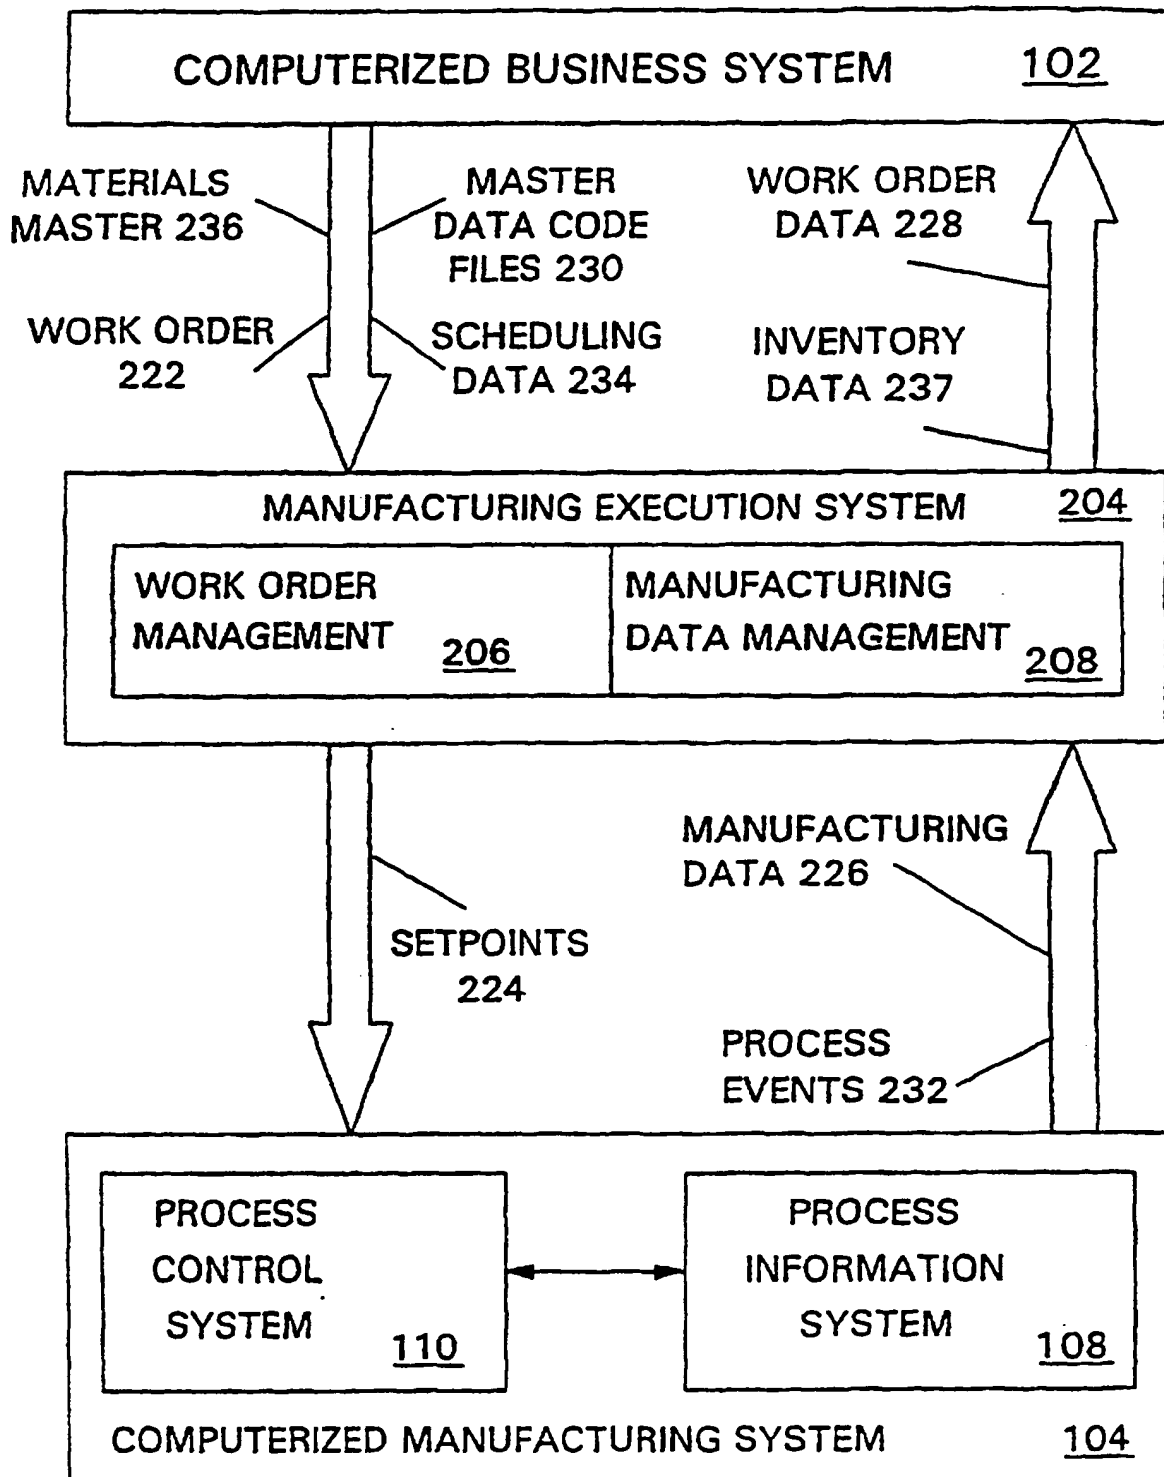 COMPUTERIZED BUSINESS SYSTEM 102
MATERIALS
MASTER 236
MASTER
DATA CODE
FILES 230
WORK ORDER
DATA 228
WORK ORDER
222
SCHEDULING
DATA 234
INVENTORY
DATA 237
MANUFACTURING EXECUTION SYSTEM 204
WORK ORDER
MANAGEMENT 206
MANUFACTURING
DATA MANAGEMENT 208
MANUFACTURING
DATA 226
SETPOINTS
224
PROCESS
EVENTS 232
PROCESS
CONTROL
SYSTEM
110
PROCESS
INFORMATION
SYSTEM
108
COMPUTERIZED MANUFACTURING SYSTEM 104